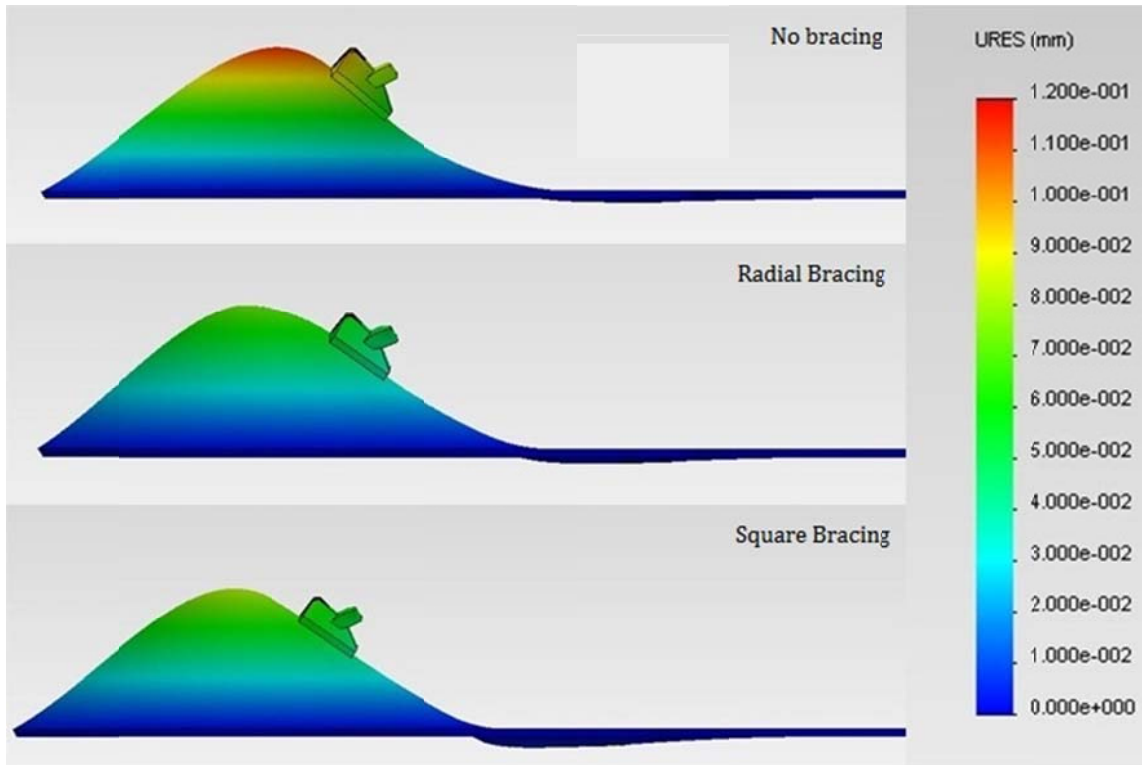 No bracing
URES (mm)
1.200e-001
1.100e-001
1.000e-001
9.000e-002
8.000e-002
7.000e-002
6.000e-002
5.000e-002
4.000e-002
3.000e-002
2.000e-002
1.000e-002
0.000e+000
Radial Bracing
Square Bracing